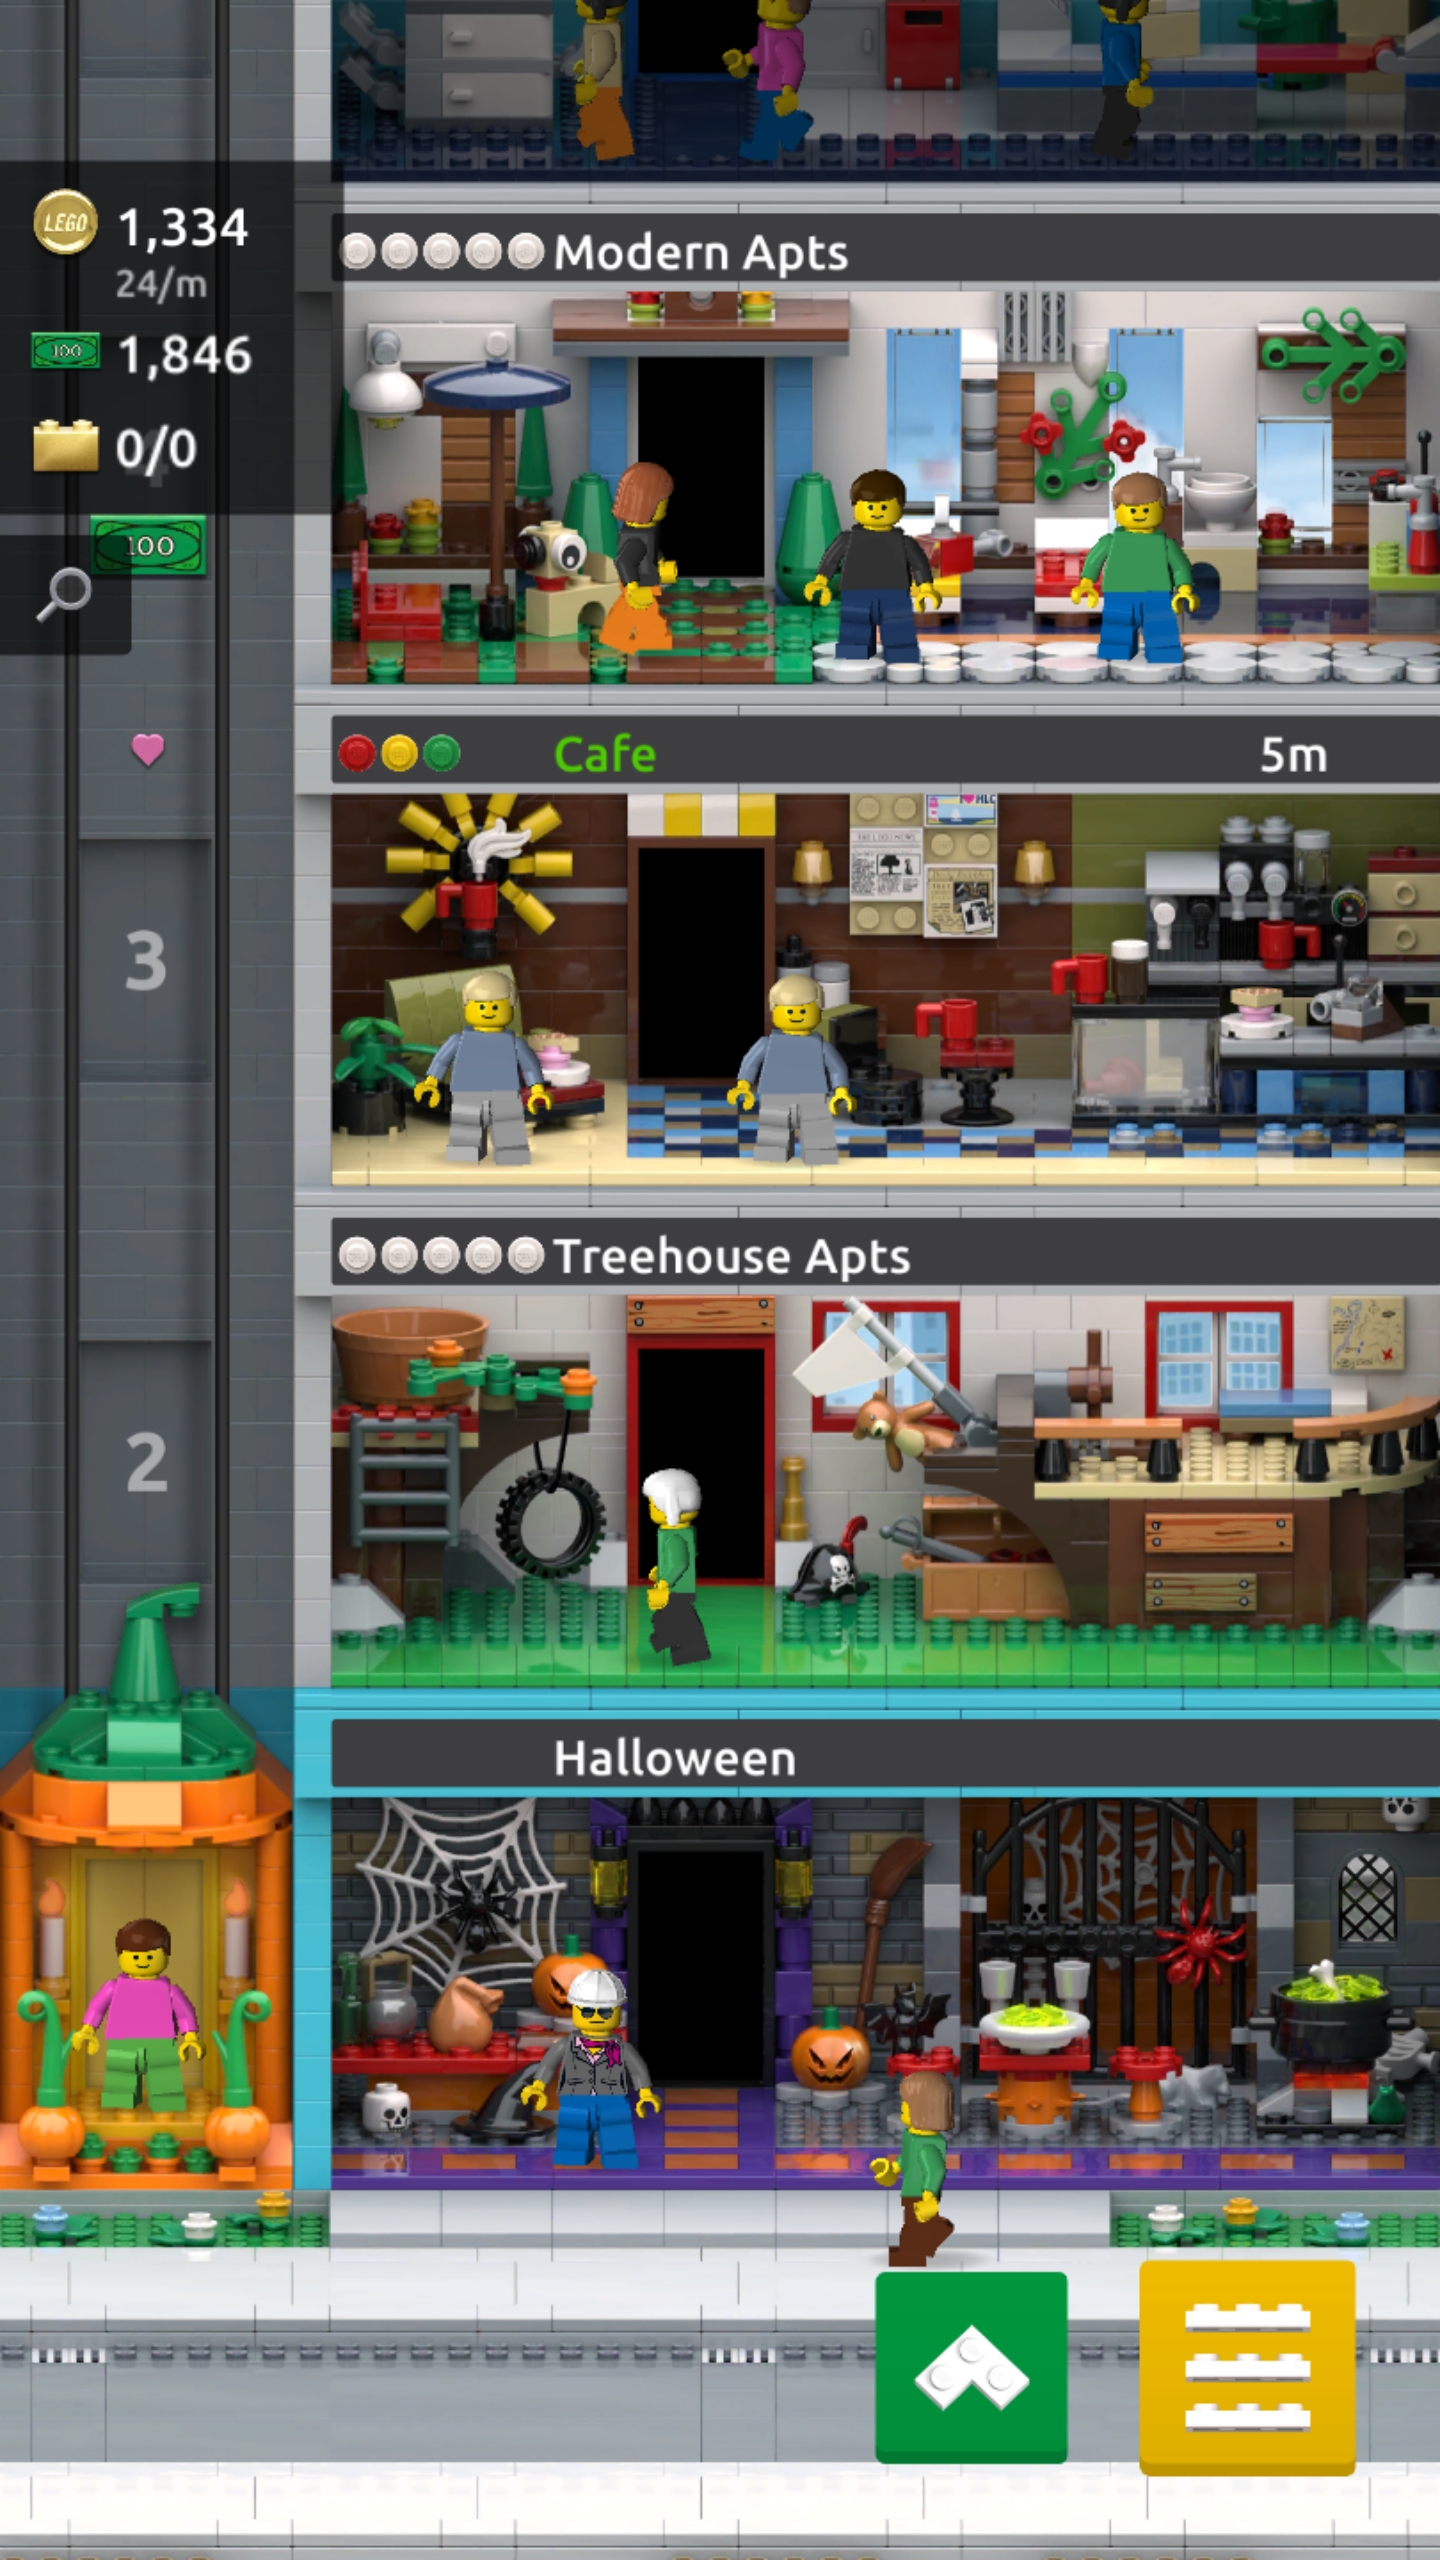 LEGO 1,334
24/m
100 1,846
0/0
Modern Apts
100
Cafe 5m
3
Treehouse Apts
2
Halloween